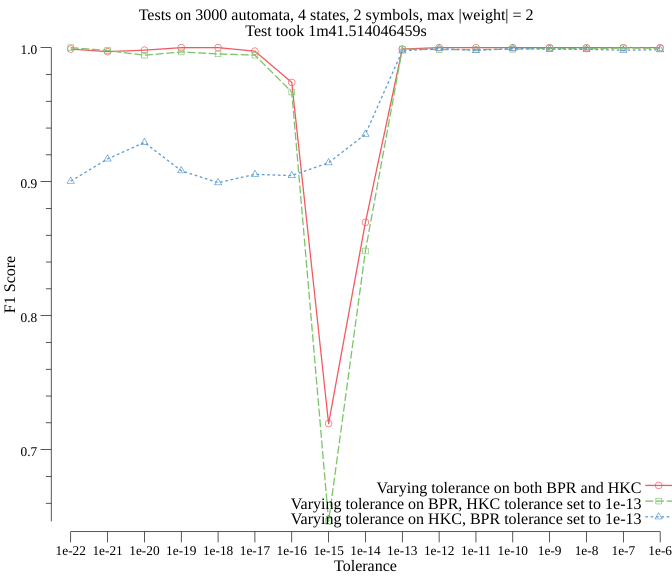 Tests on 3000 automata, 4 states, 2 symbols, max |weight| = 2
Test took 1m41.514046459s
1.0
0.9
0.8
0.7
F1 Score
Varying tolerance on both BPR and HKC
Varying tolerance on BPR, HKC tolerance set to 1e-13
Varying tolerance on HKC, BPR tolerance set to 1e-13
1e-22 1e-21 1e-20 1e-19 1e-18 1e-17 1e-16 1e-15 1e-14 1e-13 1e-12 1e-11 1e-10 1e-9 1e-8 1e-7 1e-6
Tolerance